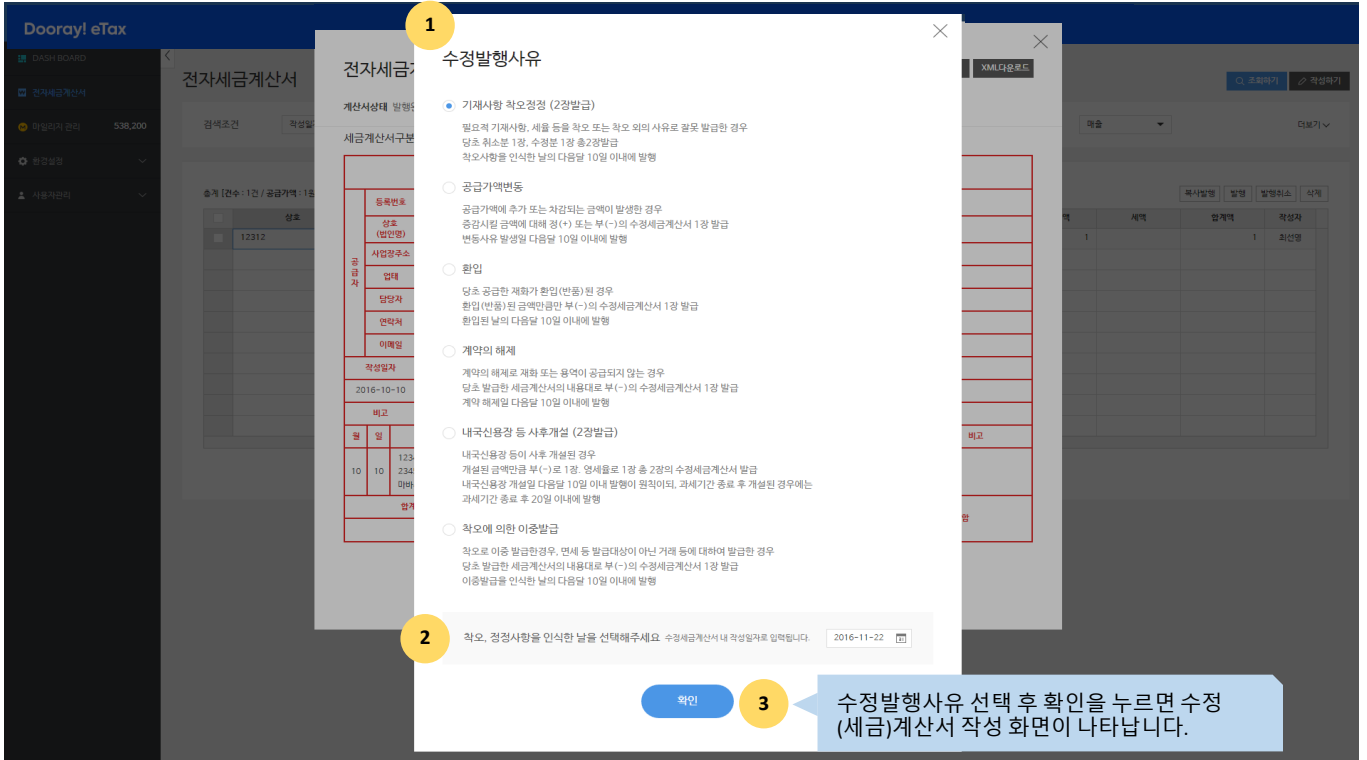 Dooray! eTax
DASH BOARD
전자세금계산서
마일리지 관리 538,200
환경설정
사용자관리
전자세금계산서
조회하기
작성하기
검색조건
매출
더보기
복사발행 발행 발행취소 삭제
상호
세액 합계액 작성자
12312
1 1 최선영
XML다운로드
계산서상태
세금계산서구분
공급자
등록번호
상호
(법인명)
사업장주소
업태
담당자
연락처
이메일
작성일자
2016-10-10
비고
월 일
비고
10 10
1
수정발행사유
기재사항 착오정정 (2장발급)
필요적 기재사항, 세율 등을 착오 또는 착오 외의 사유로 잘못 발급한 경우
당초 취소분 1장, 수정분 1장 총2장발급
착오사항을 인식한 날의 다음달 10일 이내에 발행
공급가액변동
공급가액에 추가 또는 차감되는 금액이 발생한 경우
증감시킬 금액에 대해 정(+) 또는 부(-)의 수정세금계산서 1장 발급
변동사유 발생일 다음달 10일 이내에 발행
환입
당초 공급한 재화가 환입(반품)된 경우
환입(반품)된 금액만큼만 부(-)의 수정세금계산서 1장 발급
환입된 날의 다음달 10일 이내에 발행
계약의 해제
계약의 해제로 재화 또는 용역이 공급되지 않는 경우
당초 발급한 세금계산서의 내용대로 부(-)의 수정세금계산서 1장 발급
계약 해제일 다음달 10일 이내에 발행
내국신용장 등 사후개설 (2장발급)
내국신용장 등이 사후 개설된 경우
개설된 금액만큼 부(-)로 1장. 영세율로 1장 총 2장의 수정세금계산서 발급
내국신용장 개설일 다음달 10일 이내 발행이 원칙이되, 과세기간 종료 후 개설된 경우에는
과세기간 종료 후 20일 이내에 발행
착오에 의한 이중발급
착오로 이중 발급한경우, 면세 등 발급대상이 아닌 거래 등에 대하여 발급한 경우
당초 발급한 세금계산서의 내용대로 부(-)의 수정세금계산서 1장 발급
이중발급을 인식한 날의 다음달 10일 이내에 발행
2
착오, 정정사항을 인식한 날을 선택해주세요 수정세금계산서 내 작성일자로 입력됩니다. 2016-11-22
확인
3
수정발행사유 선택 후 확인을 누르면 수정
(세금)계산서 작성 화면이 나타납니다.